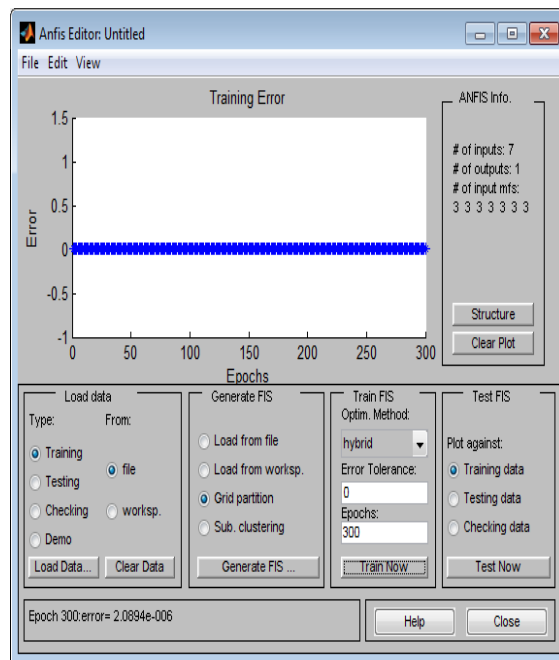 Anfis Editor: Untitled
File Edit View
Training Error
1.5
1
0.5
0
-0.5
-1
Error
0 50 100 150 200 250 300
Epochs
ANFIS Info.
# of inputs: 7
# of outputs: 1
# of input mfs:
3 3 3 3 3 3 3
Structure
Clear Plot
Load data
Type: From:
Training
file
Testing
Checking
worksp.
Demo
Load Data... Clear Data
Generate FIS
Load from file
Load from worksp.
Grid partition
Sub. clustering
Generate FIS ...
Train FIS
Optim. Method:
hybrid
Error Tolerance:
0
Epochs:
300
Train Now
Test FIS
Plot against:
Training data
Testing data
Checking data
Test Now
Epoch 300:error= 2.0894e-006
Help
Close